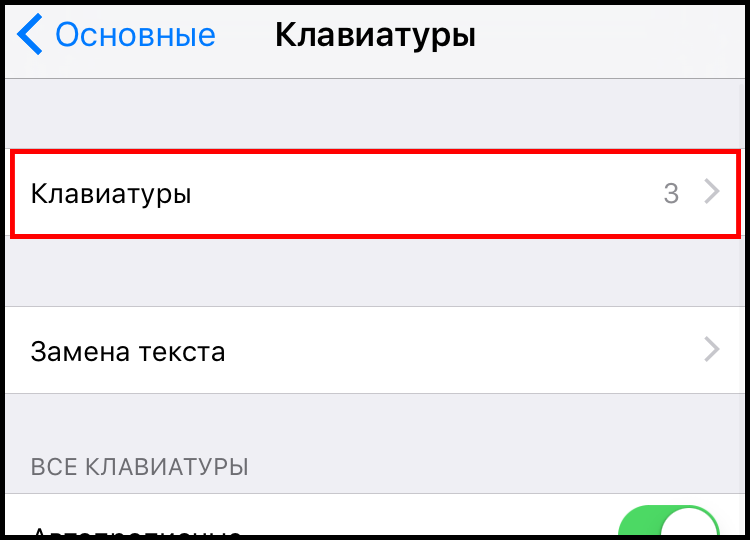 Основные Клавиатуры
Клавиатуры 3
Замена текста
ВСЕ КЛАВИАТУРЫ